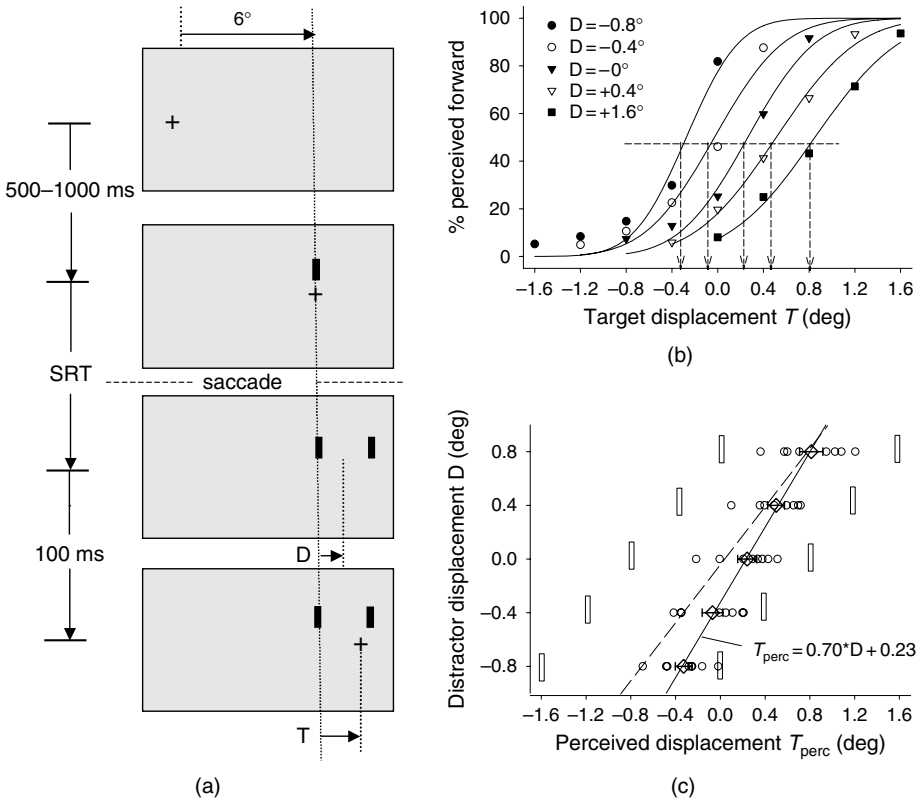 6°
500–1000 ms
SRT
saccade
100 ms
D
T
(a)
% perceived forward
100
80
60
40
20
0
D = −0.8°
D = −0.4°
D = −0°
D = +0.4°
D = +1.6°
−1.6 −1.2 −0.8 −0.4 0.0 0.4 0.8 1.2 1.6
Target displacement T (deg)
(b)
Distractor displacement D (deg)
0.8
0.4
0.0
−0.4
−0.8
T perc = 0.70*D + 0.23
−1.6 −1.2 −0.8 −0.4 0.0 0.4 0.8 1.2 1.6
Perceived displacement T perc (deg)
(c)